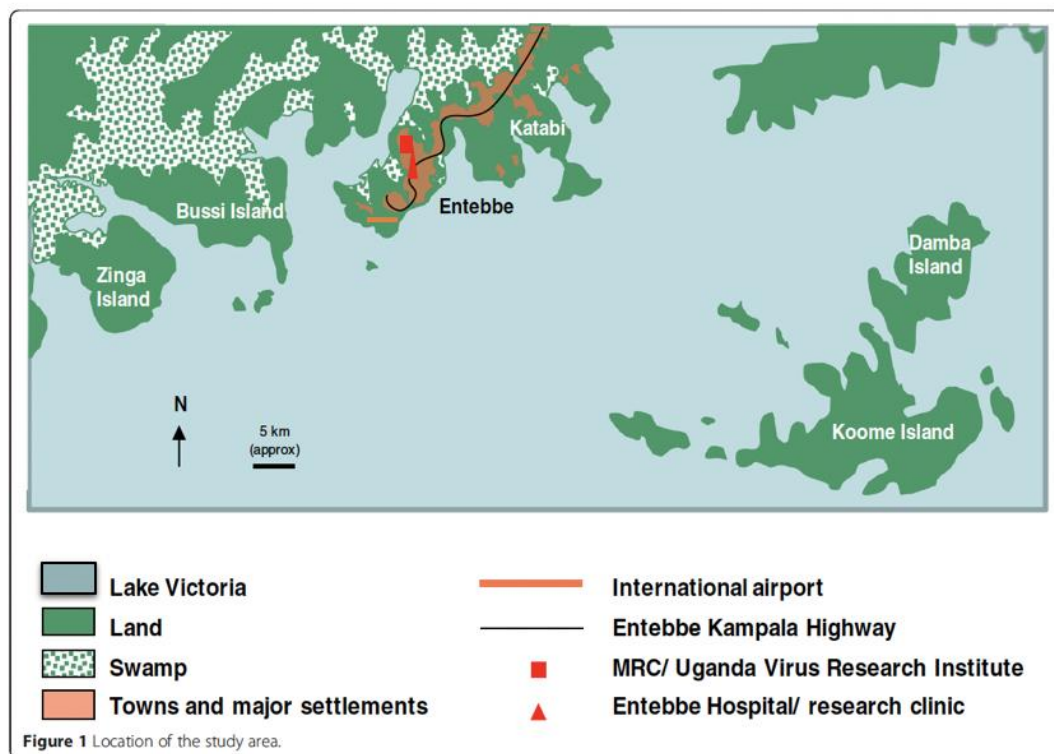 Katabi
Bussi Island
Entebbe
Damba
Island
Zinga
Island
N
5 km
(approx)
Koome Island
Lake Victoria
International airport
Land
Entebbe Kampala Highway
Swamp
MRC/ Uganda Virus Research Institute
Towns and major settlements
Entebbe Hospital/ research clinic
Figure 1 Location of the study area.